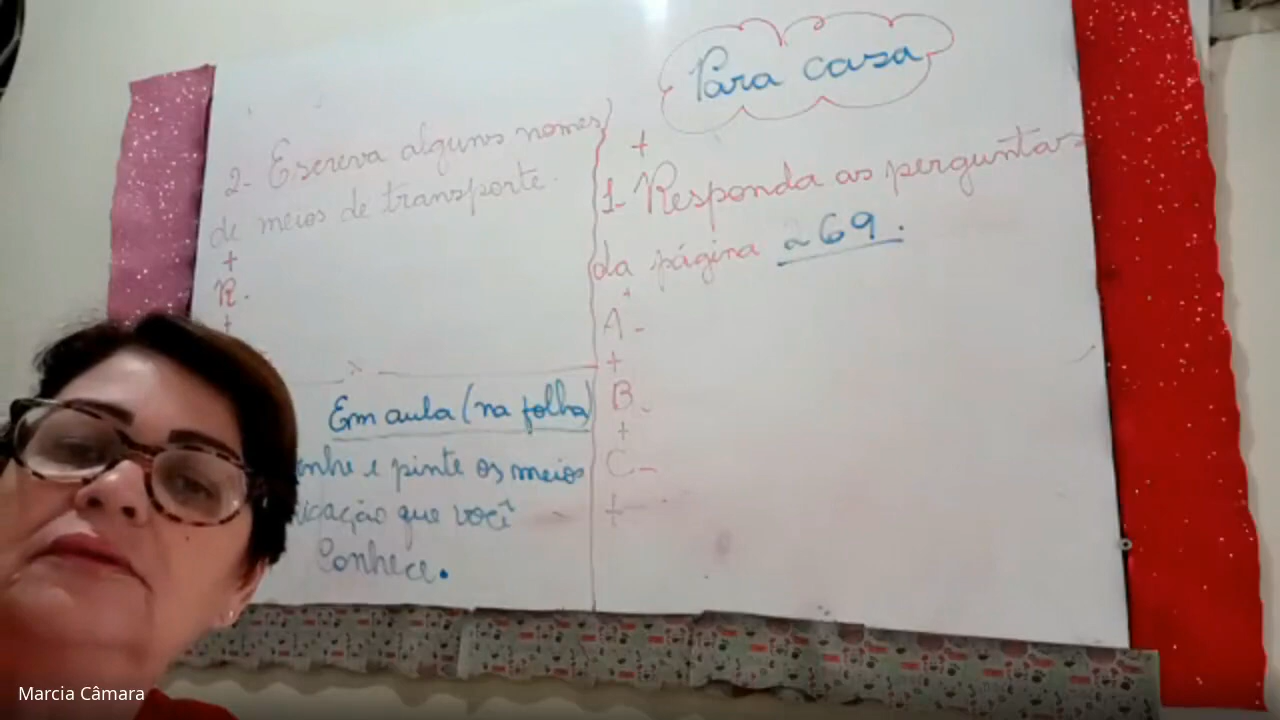 2- Escreva alguns nomes
de meios de transporte.
+
R.
+
Em aula (na folha)
e pinte os meios
que você
Conhece.
Para casa
+
1- Responda as perguntas
da página 69.
+
A-
+
B-
+
C-
+
Marcia Câmara